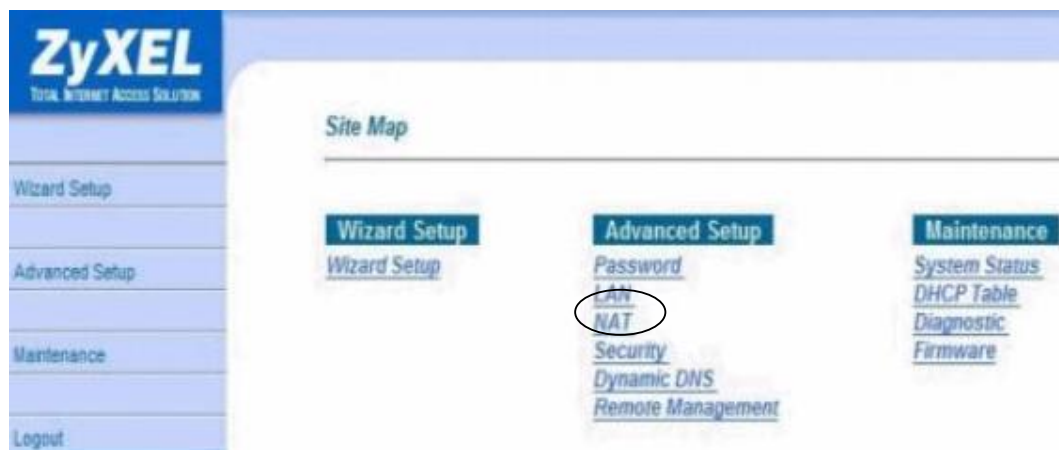 ZyXEL
TOTAL INTERNET ACCESS SOLUTION
Wizard Setup
Advanced Setup
Maintenance
Logout
Site Map
Wizard Setup
Wizard Setup
Advanced Setup
Password
LAN
NAT
Security
Dynamic DNS
Remote Management
Maintenance
System Status
DHCP Table
Diagnostic
Firmware